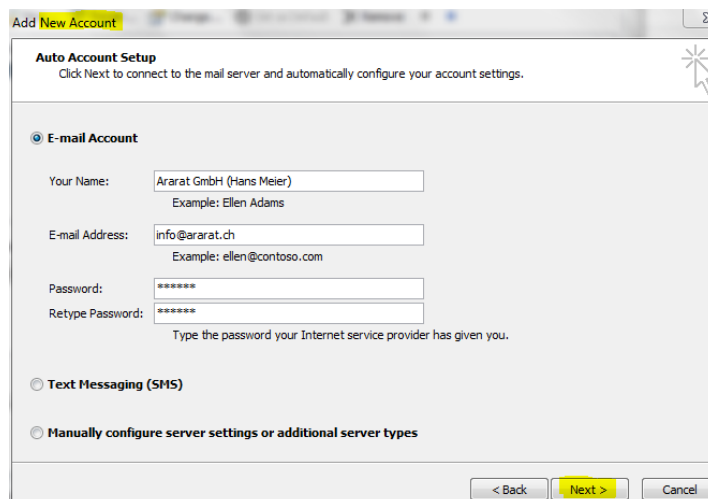 Add New Account
Change...
Remove
Auto Account Setup
Click Next to connect to the mail server and automatically configure your account settings.
E-mail Account
Your Name: Ararat GmbH (Hans Meier)
Example: Ellen Adams
E-mail Address: info@ararat.ch
Example: ellen@contoso.com
Password: ******
Retype Password: ******
Type the password your Internet service provider has given you.
Text Messaging (SMS)
Manually configure server settings or additional server types
< Back Next > Cancel